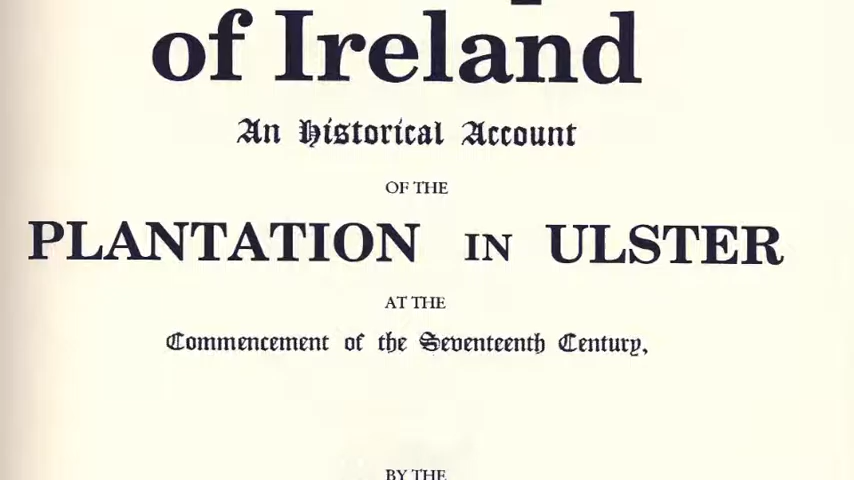 of Ireland
An Historical Account
OF THE
PLANTATION IN ULSTER
AT THE
Commencement of the Seventeenth Century,
BY THE